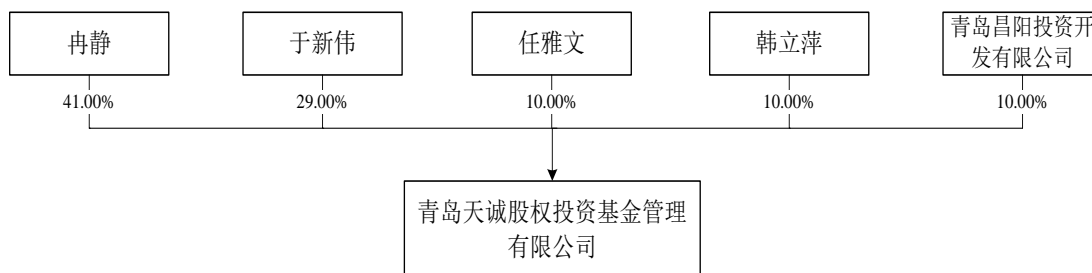 冉静
于新伟
任雅文
韩立萍
青岛昌阳投资开
发有限公司
41.00%
29.00%
10.00%
10.00%
10.00%
青岛天诚股权投资基金管理
有限公司